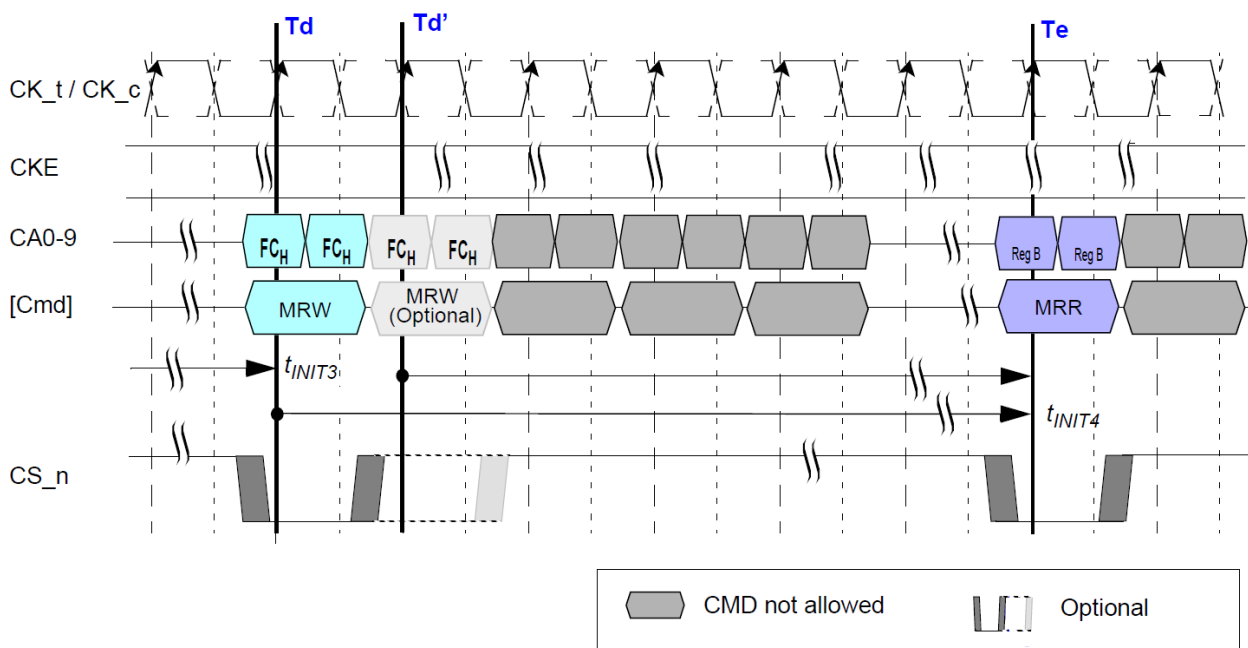 Td Td’ Te
CK_t / CK_c
CKE
CA0-9 FCH FCH FCH FCH Reg B Reg B
[Cmd] MRW MRW (Optional) MRR
tINIT3
tINIT4
CS_n
CMD not allowed Optional